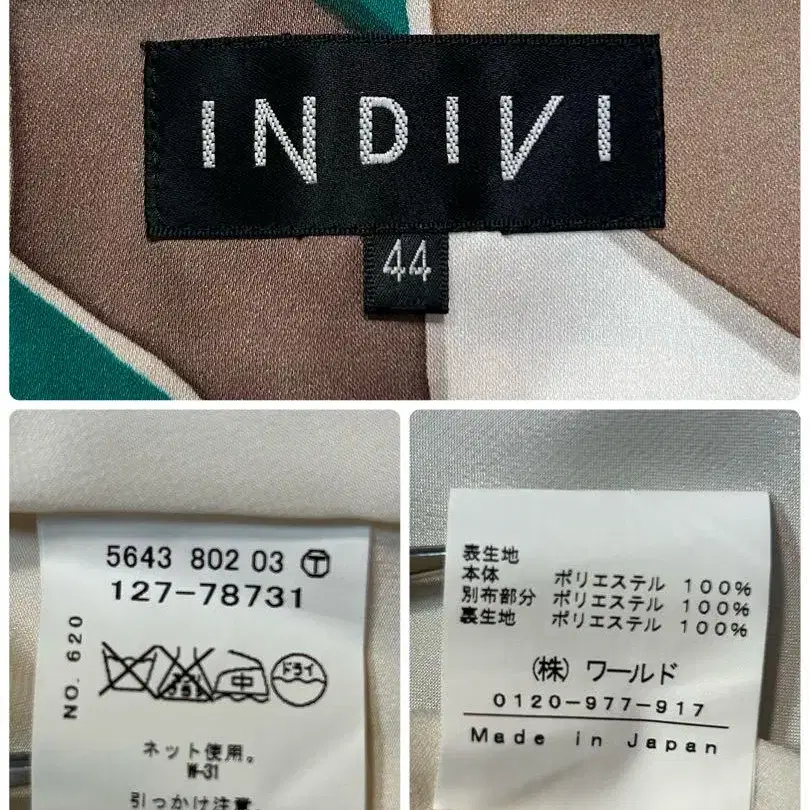 INDIVI
44
5643 802 03 Ⓣ
127-78731
NO. 620
中
ドライ
ネット使用。
W-31
引っかけ注意。
表生地
本体 ポリエステル 100%
別布部分 ポリエステル 100%
裏生地 ポリエステル 100%
(株) ワールド
0120-977-917
Made in Japan